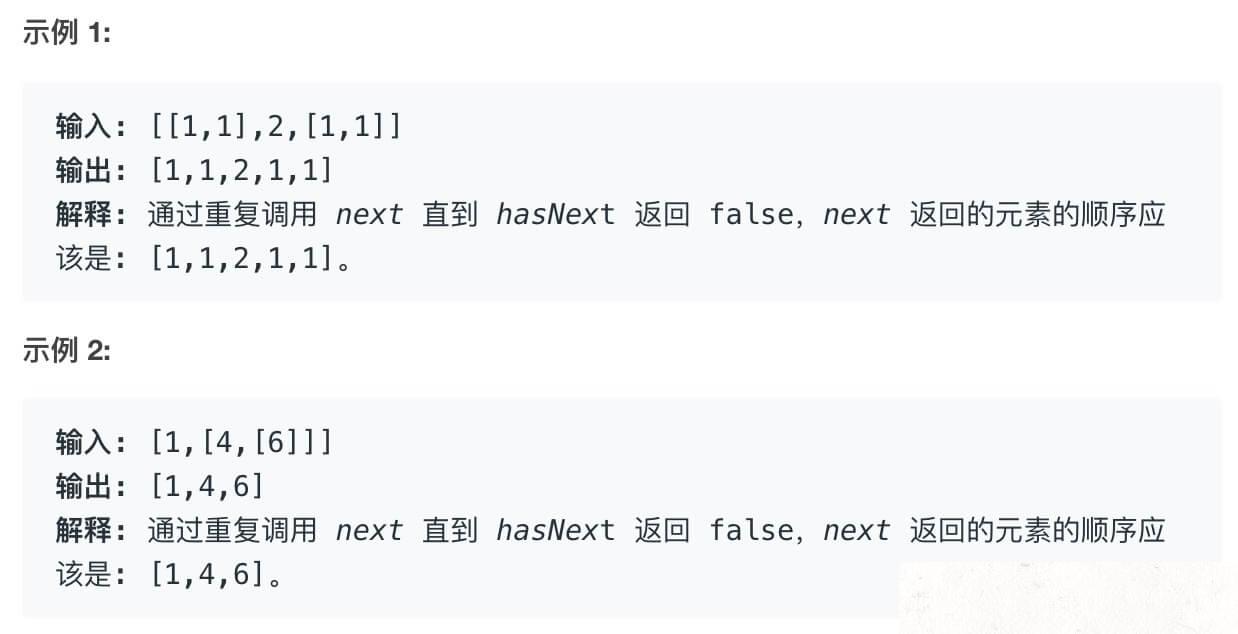 示例 1:
输入: [[1,1],2,[1,1]]
输出: [1,1,2,1,1]
解释: 通过重复调用 next 直到 hasNext 返回 false，next 返回的元素的顺序应
该是: [1,1,2,1,1]。
示例 2:
输入: [1,[4,[6]]]
输出: [1,4,6]
解释: 通过重复调用 next 直到 hasNext 返回 false，next 返回的元素的顺序应
该是: [1,4,6]。